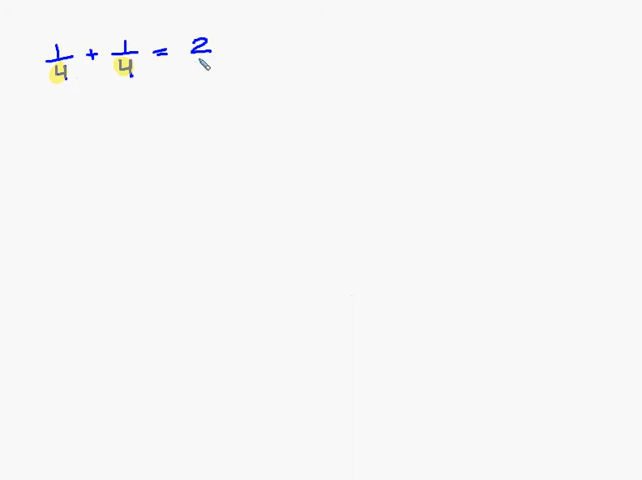 1/4 + 1/4 = 2